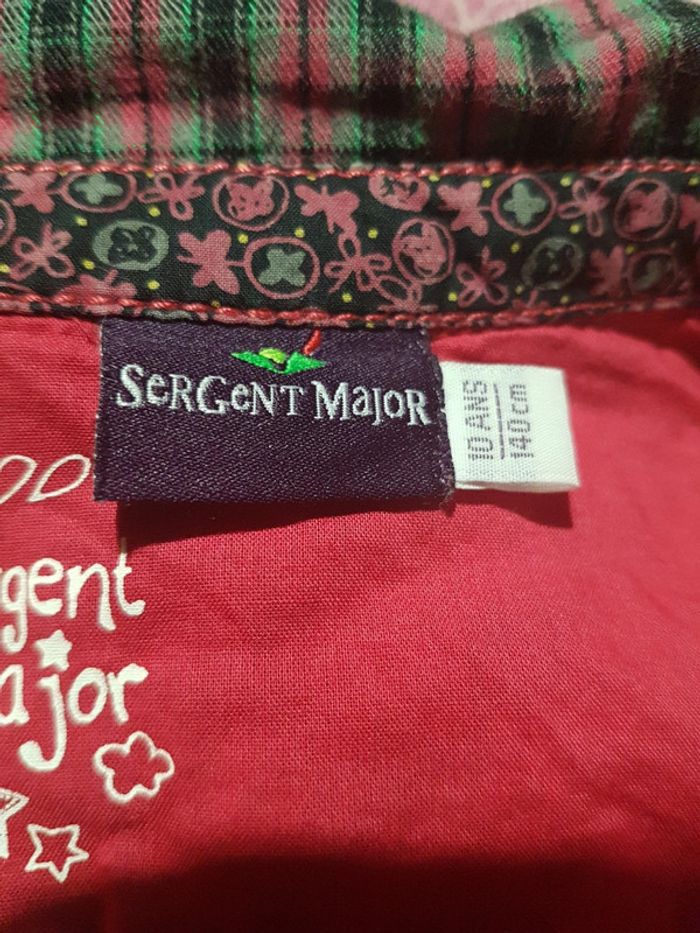 SeRGeNT MajoR
10 ANS
140 cm
gent
ajor